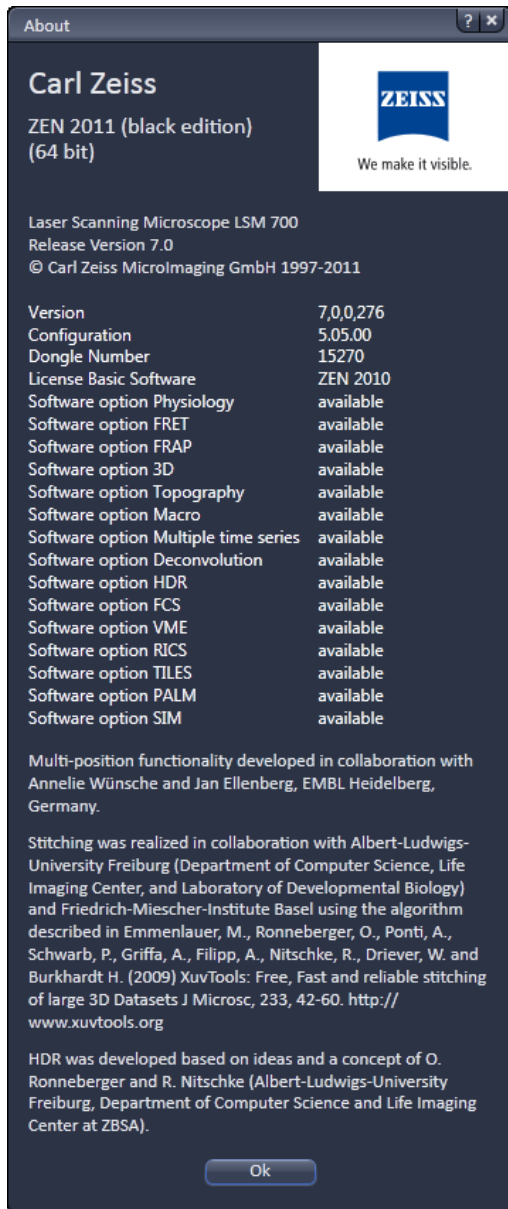 About
? ×
Carl Zeiss
ZEN 2011 (black edition)
(64 bit)
ZEISS
We make it visible.
Laser Scanning Microscope LSM 700
Release Version 7.0
© Carl Zeiss MicroImaging GmbH 1997-2011
Version 7,0,0,276
Configuration 5.05.00
Dongle Number 15270
License Basic Software ZEN 2010
Software option Physiology available
Software option FRET available
Software option FRAP available
Software option 3D available
Software option Topography available
Software option Macro available
Software option Multiple time series available
Software option Deconvolution available
Software option HDR available
Software option FCS available
Software option VME available
Software option RICS available
Software option TILES available
Software option PALM available
Software option SIM available
Multi-position functionality developed in collaboration with
Annelie Wünsche and Jan Ellenberg, EMBL Heidelberg,
Germany.
Stitching was realized in collaboration with Albert-Ludwigs-
University Freiburg (Department of Computer Science, Life
Imaging Center, and Laboratory of Developmental Biology)
and Friedrich-Miescher-Institute Basel using the algorithm
described in Emmenlauer, M., Ronneberger, O., Ponti, A.,
Schwarb, P., Griffa, A., Filippi, A., Nitschke, R., Driever, W. and
Burkhardt H. (2009) XuvTools: Free, Fast and reliable stitching
of large 3D Datasets J Microsc, 233, 42-60. http://
www.xuvtools.org
HDR was developed based on ideas and a concept of O.
Ronneberger and R. Nitschke (Albert-Ludwigs-University
Freiburg, Department of Computer Science and Life Imaging
Center at ZBSA).
Ok